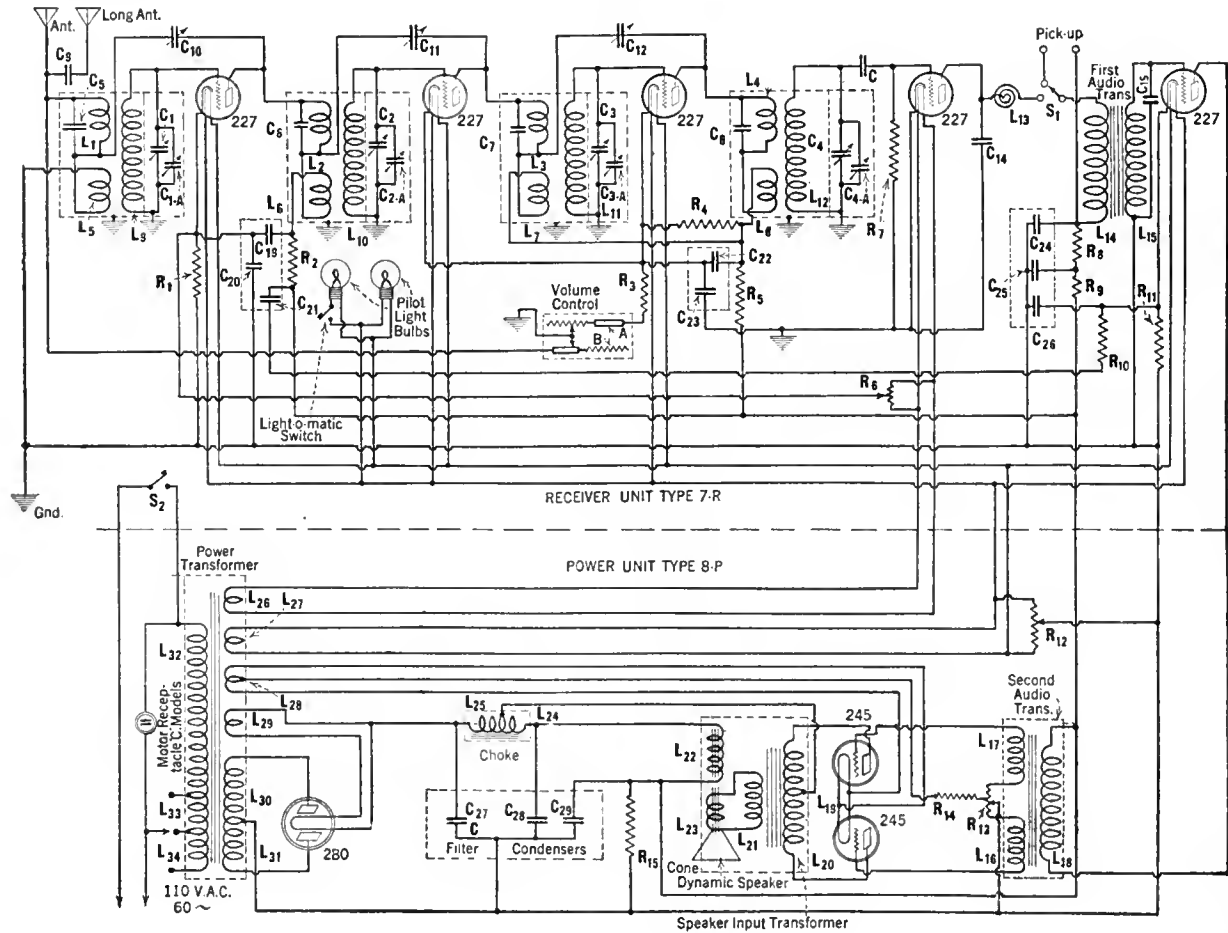 Ant.
Long Ant.
C9
C5
C10
C11
C12
C
Pick-up
First
Audio
Trans.
C15
L1
C1
C1-A
227
C6
L2
C2
C2-A
227
C7
L3
C3
C3-A
227
L4
C8
C4
C4-A
227
L13
S1
C14
227
L5
L9
L6
L10
L7
L11
L6
L12
R7
L14
L15
R1
C19
C20
R2
C21
Pilot
Light
Bulbs
Volume
Control
A
B
R3
R4
C22
C23
R5
C24
C25
C26
R8
R9
R10
R11
Light-o-matic
Switch
R6
Gnd.
S2
RECEIVER UNIT TYPE 7-R
POWER UNIT TYPE 8-P
Power
Transformer
L26
L27
R12
L32
L28
L29
Motor Recep-
tacle "C" Models
L33
L34
L30
L31
280
110 V.A.C.
60 ~
L25
L24
Choke
C27
C
C28
C29
Filter
Condensers
R15
L22
L23
L21
Cone
Dynamic Speaker
L19
L20
245
245
Speaker Input Transformer
R14
R13
Second
Audio
Trans.
L17
L16
L18